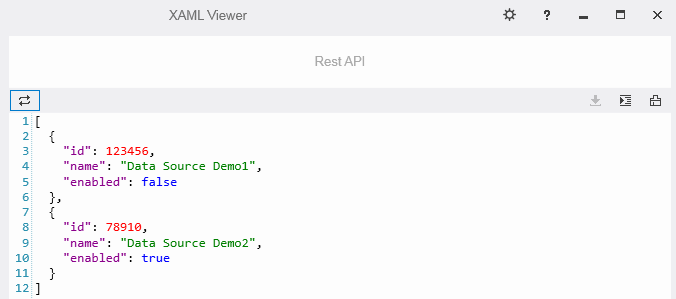 XAML Viewer
?
Rest API
1 [
2   {
3     "id": 123456,
4     "name": "Data Source Demo1",
5     "enabled": false
6   },
7   {
8     "id": 78910,
9     "name": "Data Source Demo2",
10     "enabled": true
11   }
12 ]